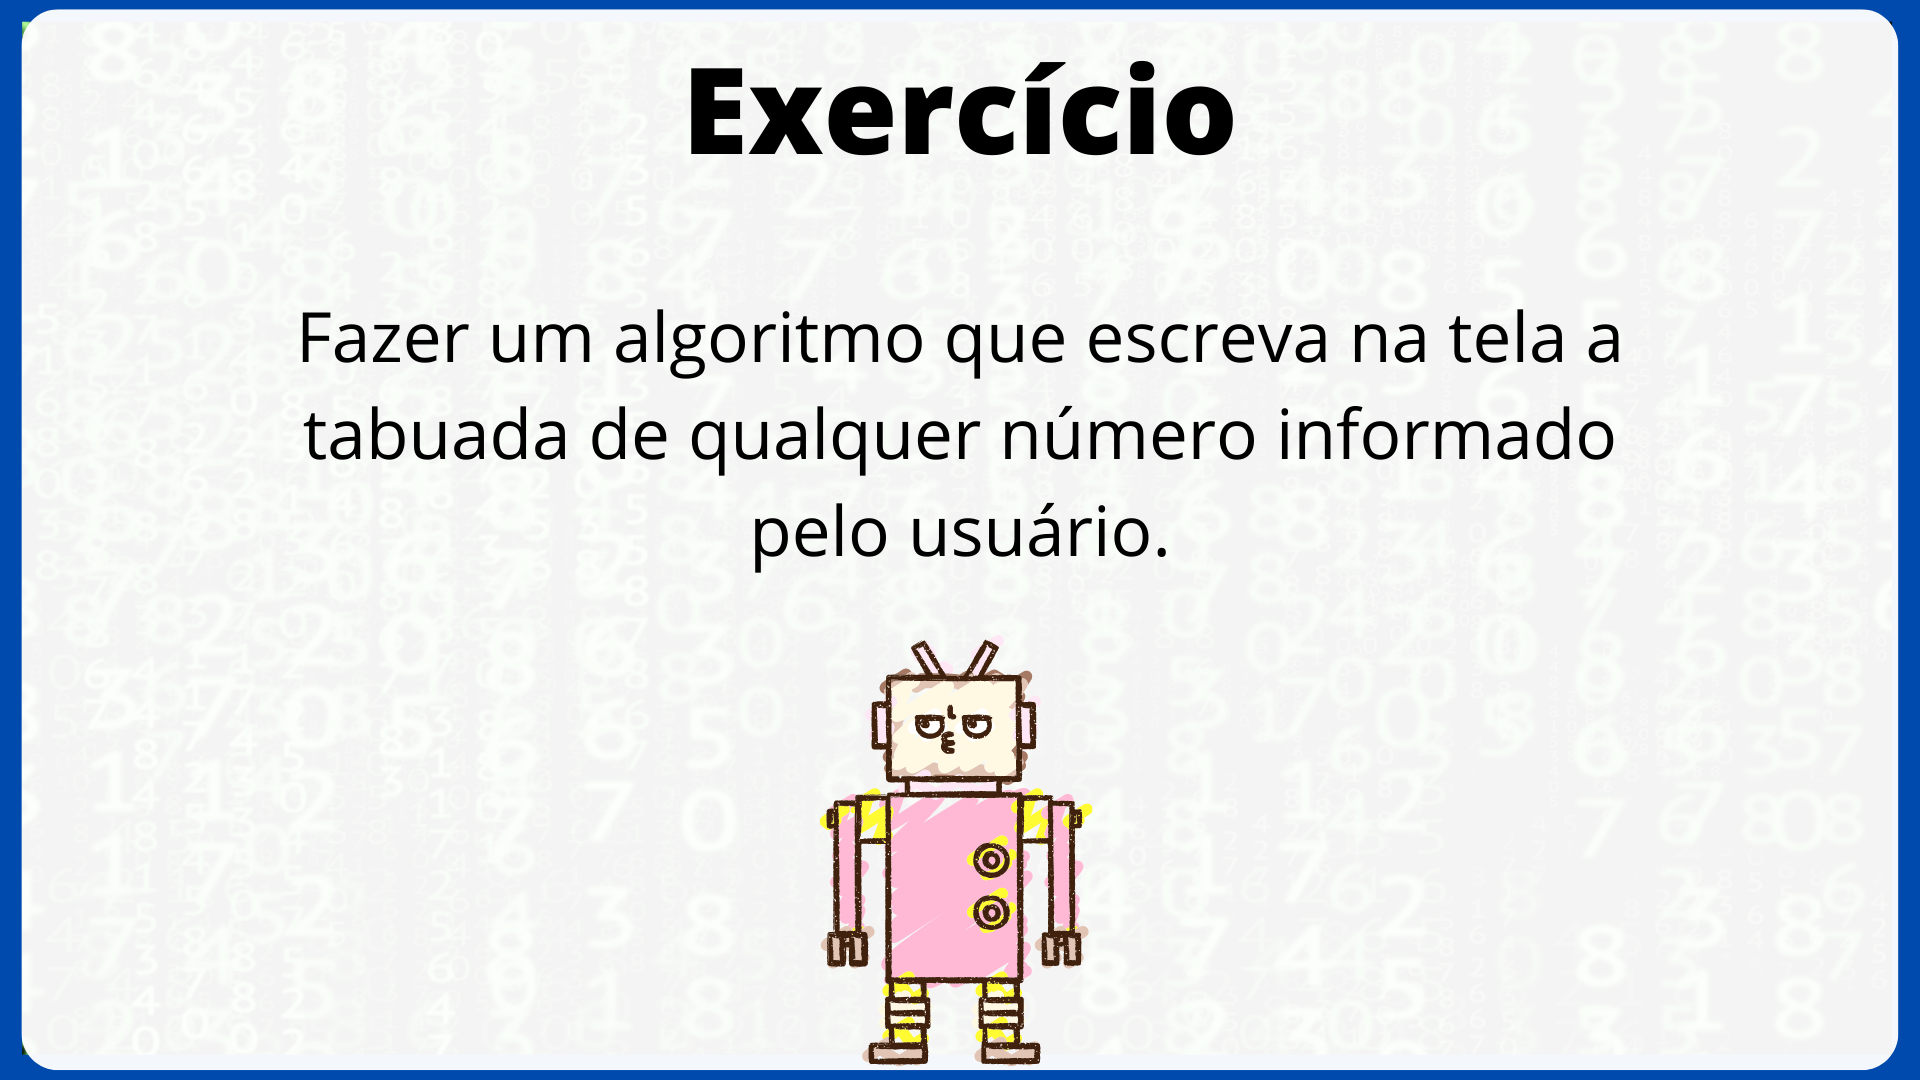 Exercício
Fazer um algoritmo que escreva na tela a
tabuada de qualquer número informado
pelo usuário.